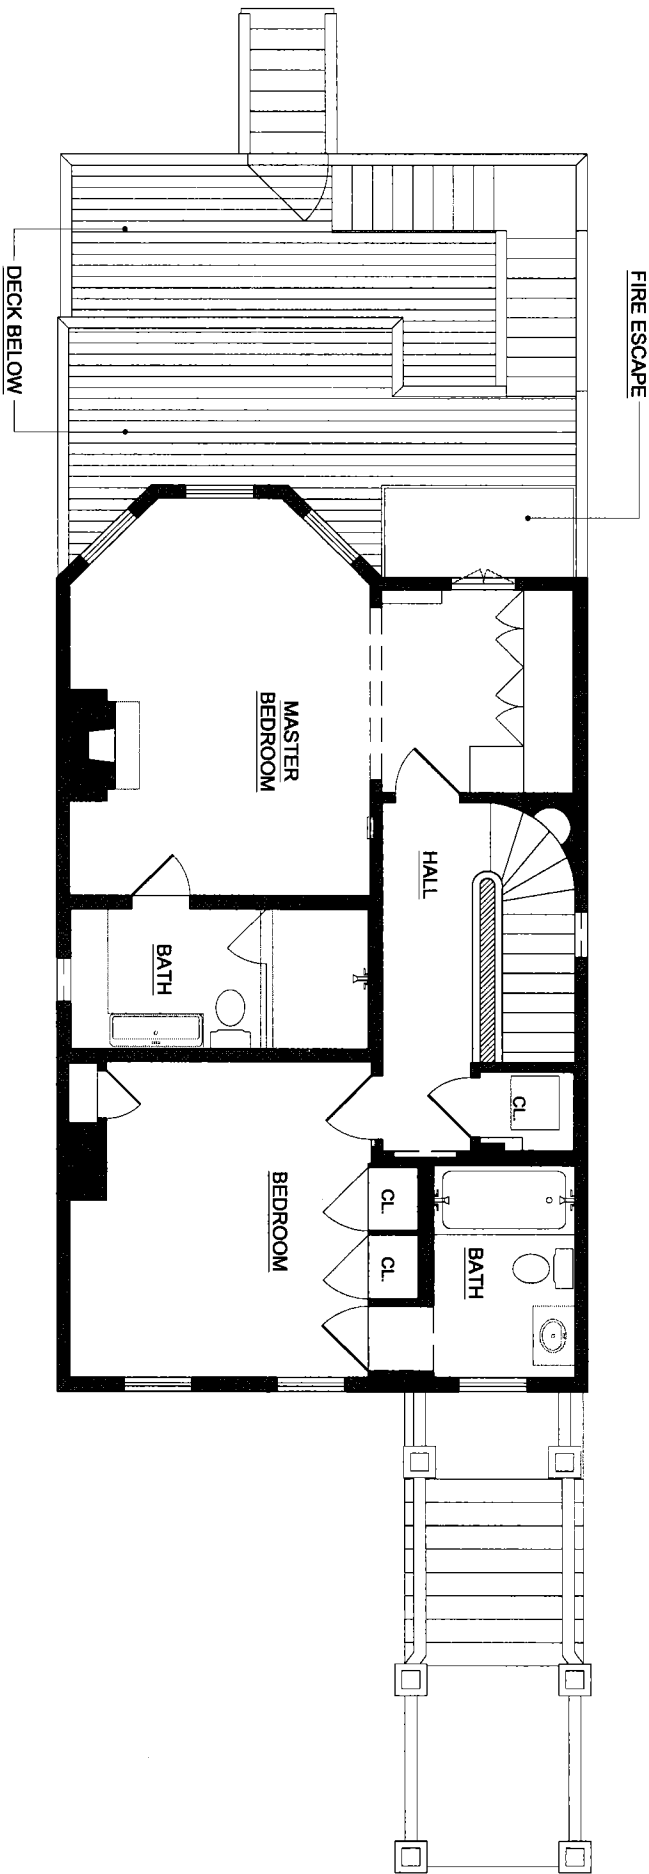 FIRE ESCAPE
DECK BELOW
MASTER
BEDROOM
HALL
BATH
CL.
BEDROOM
CL.
CL.
BATH